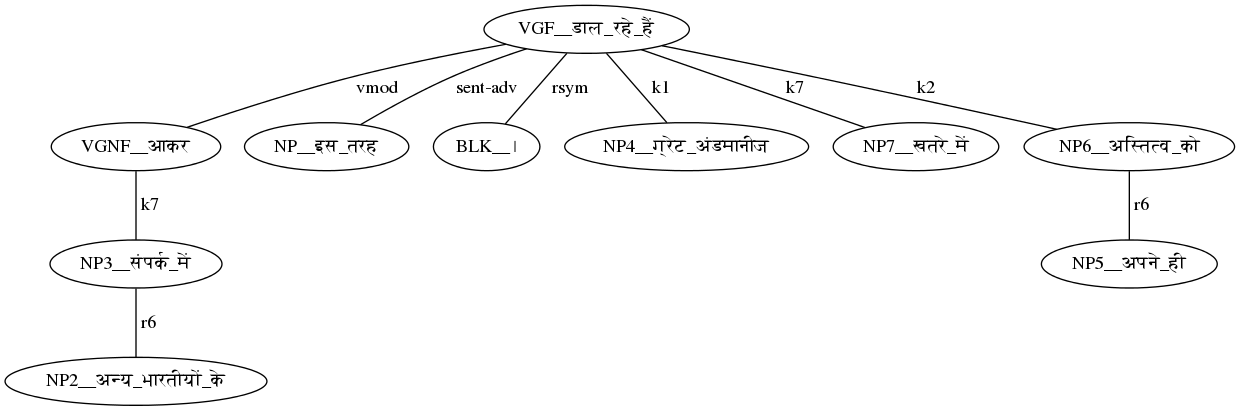 VGF__डाल_रहे_हैं
vmod sent-adv rsym k1 k7 k2
VGNF__आकर NP__इस_तरह BLK__। NP4__ग्रेट_अंडमानीज़ NP7__खतरे_में NP6__अस्तित्व_को
k7 r6
NP3__संपर्क_में NP5__अपने_ही
r6
NP2__अन्य_भारतीयों_के